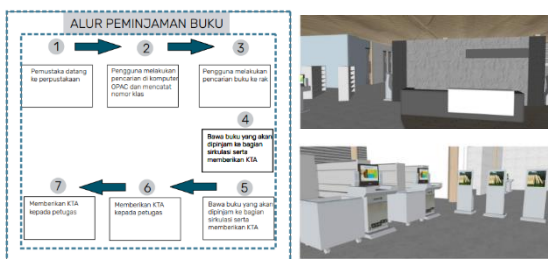 ALUR PEMINJAMAN BUKU
1
2
3
Pemustaka datang
ke perpustakaan
Pengguna melakukan
pencarian di komputer
OPAC dan mencatat
nomor klas
Pengguna melakukan
pencarian buku ke rak
4
Bawa buku yang akan
dipinjam ke bagian
sirkulasi serta
memberikan KTA
7
6
5
Memberikan KTA
kepada petugas
Memberikan KTA
kepada petugas
Bawa buku yang akan
dipinjam ke bagian
sirkulasi serta
memberikan KTA